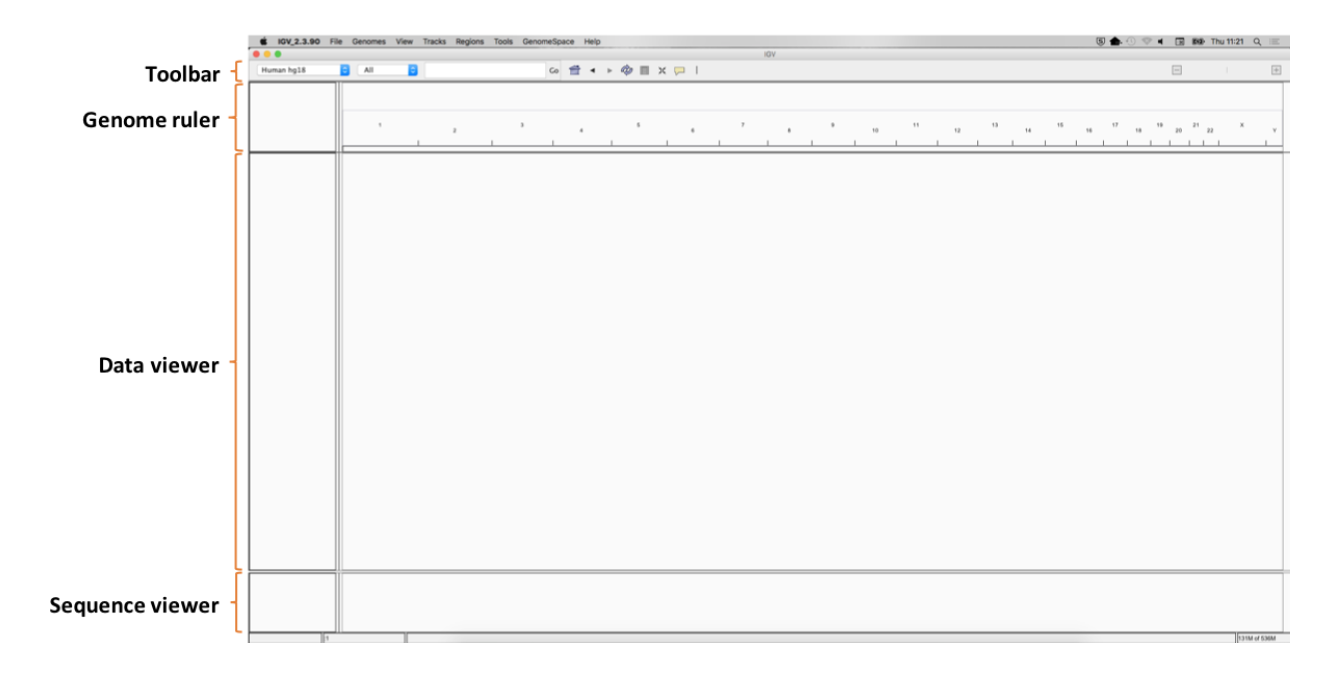 IGV_2.3.90 File Genomes View Tracks Regions Tools GenomeSpace Help Thu 11:21
IGV
Toolbar
Human hg18 All Go
Genome ruler
1 2 3 4 5 6 7 8 9 10 11 12 13 14 15 16 17 18 19 20 21 22 X Y
Data viewer
Sequence viewer
131M of 536M